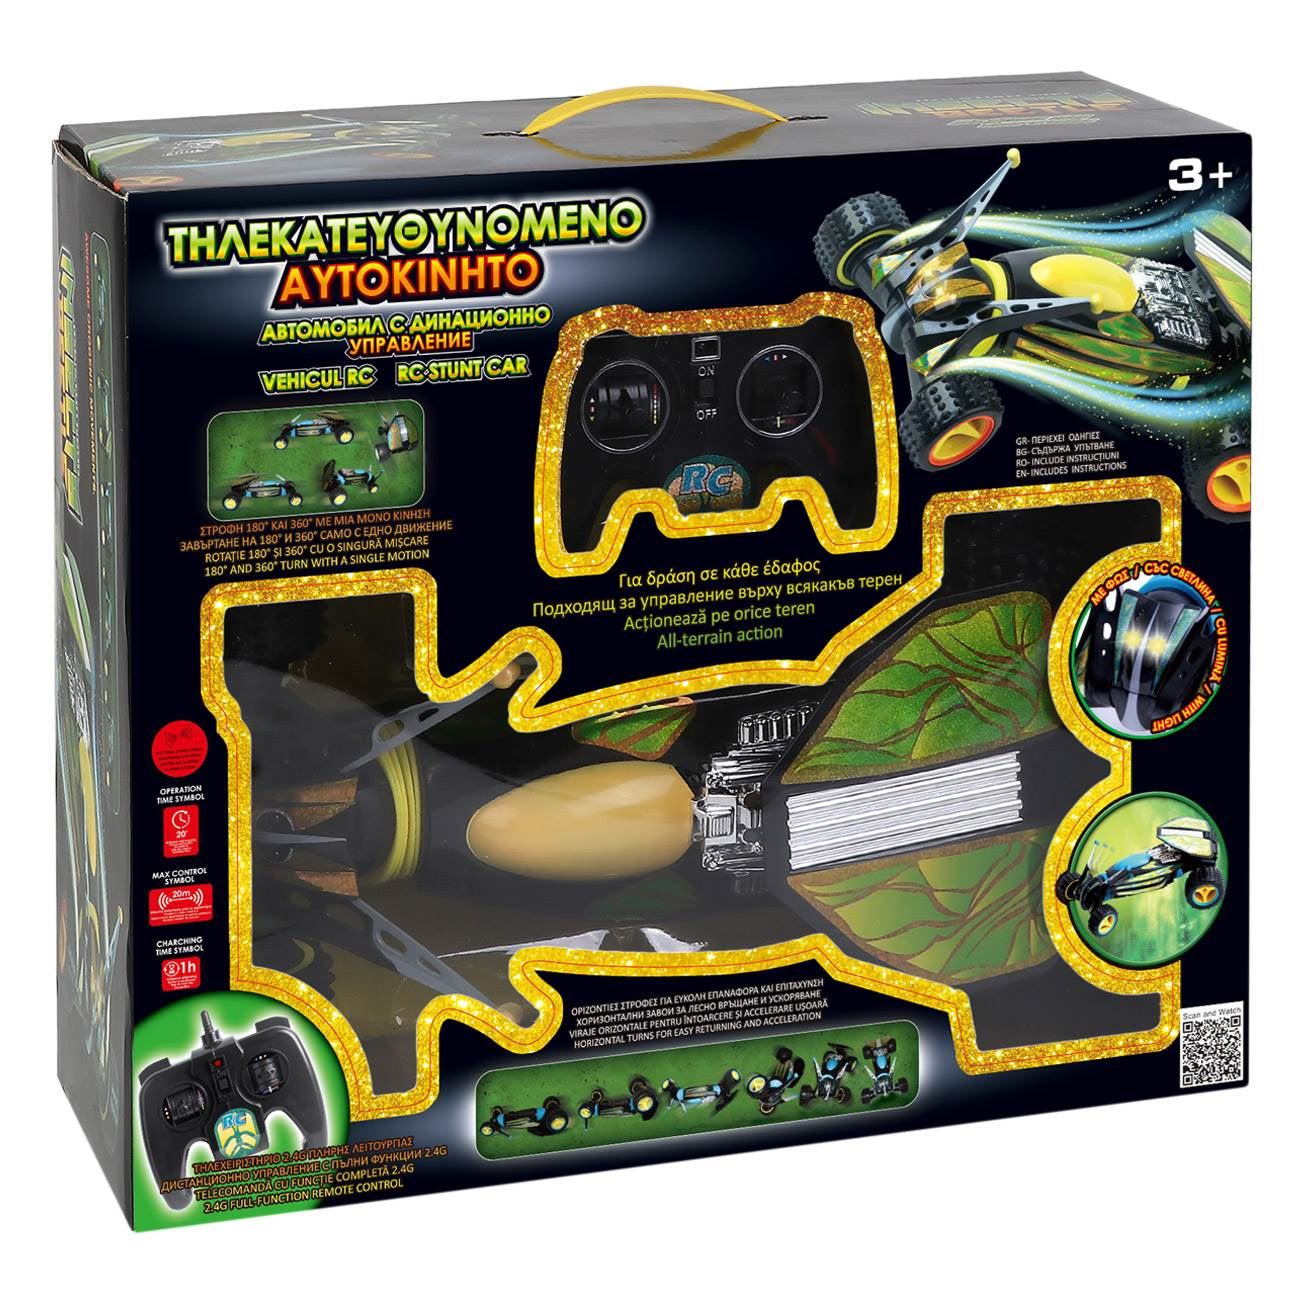 3+
ΤΗΛΕΚΑΤΕΥΘΥΝΟΜΕΝΟ
ΑΥΤΟΚΙΝΗΤΟ
АВТОМОБИЛ С ДИНАЦИОННО
УПРАВЛЕНИЕ
VEHICUL RC RC STUNT CAR
ON
OFF
RC
GR- ΠΕΡΙΕΧΕΙ ΟΔΗΓΙΕΣ
BG- СЪДЪРЖА УПЪТВАНЕ
RO- INCLUDE INSTRUCȚIUNI
EN- INCLUDES INSTRUCTIONS
ΣΤΡΟΦΗ 180° ΚΑΙ 360° ΜΕ ΜΙΑ ΜΟΝΟ ΚΙΝΗΣΗ
ЗАВЪРТАНЕ НА 180° И 360° САМО С ЕДНО ДВИЖЕНИЕ
ROTAȚIE 180° ȘI 360° CU O SINGURĂ MIȘCARE
180° AND 360° TURN WITH A SINGLE MOTION
Για δράση σε κάθε έδαφος
Подходящ за управление върху всякакъв терен
Acționează pe orice teren
All-terrain action
ΜΕ ΦΩΣ / СЪС СВЕТЛИНА / CU LUMINA / WITH LIGHT
OPERATION
TIME SYMBOL
20'
MAX CONTROL
SYMBOL
20m
CHARCHING
TIME SYMBOL
1h
ΟΡΙΖΟΝΤΙΕΣ ΣΤΡΟΦΕΣ ΓΙΑ ΕΥΚΟΛΗ ΕΠΑΝΑΦΟΡΑ ΚΑΙ ΕΠΙΤΑΧΥΝΣΗ
ХОРИЗОНТАЛНИ ЗАВОИ ЗА ЛЕСНО ВРЪЩАНЕ И УСКОРЯВАНЕ
VIRAJE ORIZONTALE PENTRU ÎNTOARCERE ȘI ACCELERARE UȘOARĂ
HORIZONTAL TURNS FOR EASY RETURNING AND ACCELERATION
Scan and Watch
RC
ΤΗΛΕΧΕΙΡΙΣΤΗΡΙΟ 2.4G ΠΛΗΡΗΣ ΛΕΙΤΟΥΡΓΙΑΣ
ДИСТАНЦИОННО УПРАВЛЕНИЕ С ПЪЛНИ ФУНКЦИИ 2.4G
TELECOMANDĂ CU FUNCȚIE COMPLETĂ 2.4G
2.4G FULL-FUNCTION REMOTE CONTROL